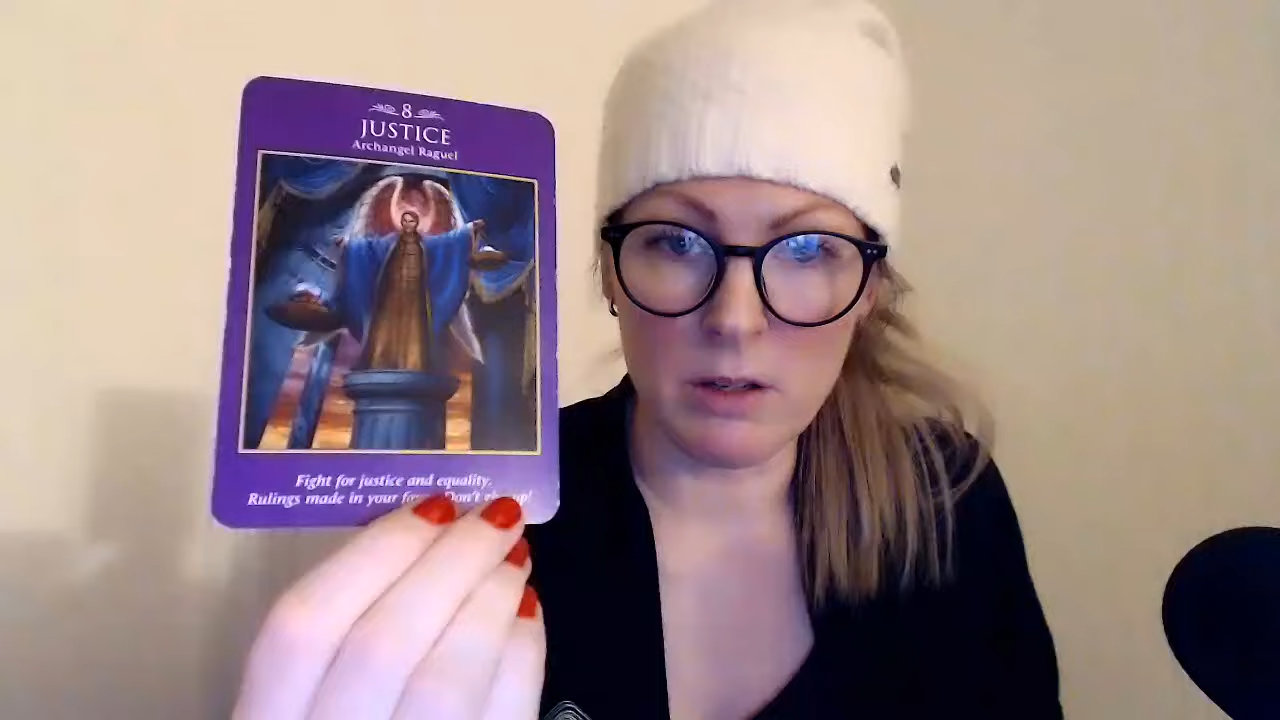 8
JUSTICE
Archangel Raguel
Fight for justice and equality.
Rulings made in your Don't up!